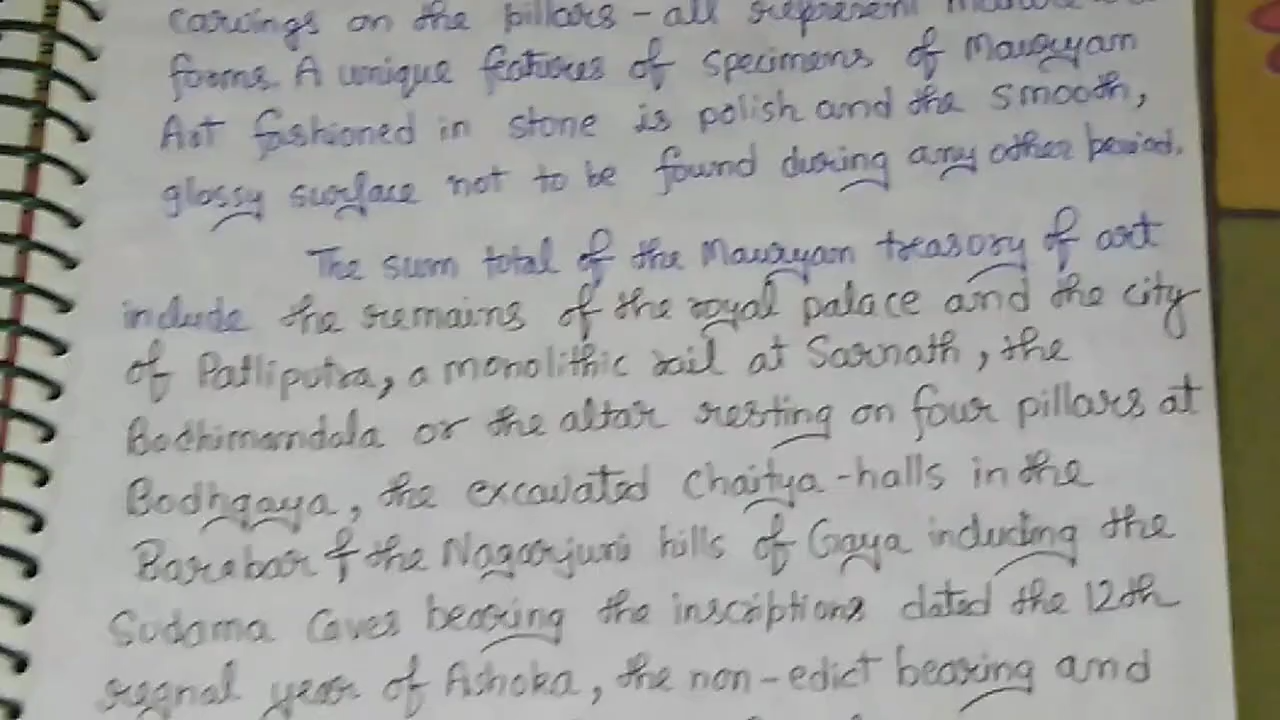 carvings on the pillars - all represent
forms. A unique features of specimens of Mauryan
Art fashioned in stone is polish and the smooth,
glossy surface not to be found during any other period.
The sum total of the Mauryan treasory of art
include the remains of the royal palace and the city
of Patliputra, a monolithic rail at Sarnath, the
Bodhimandala or the altar resting on four pillars at
Bodhgaya, the excavated Chaitya-halls in the
Barabar & the Nagarjuni hills of Gaya including the
Sudama Caves bearing the inscriptions dated the 12th
regnal year of Ashoka, the non-edict bearing and